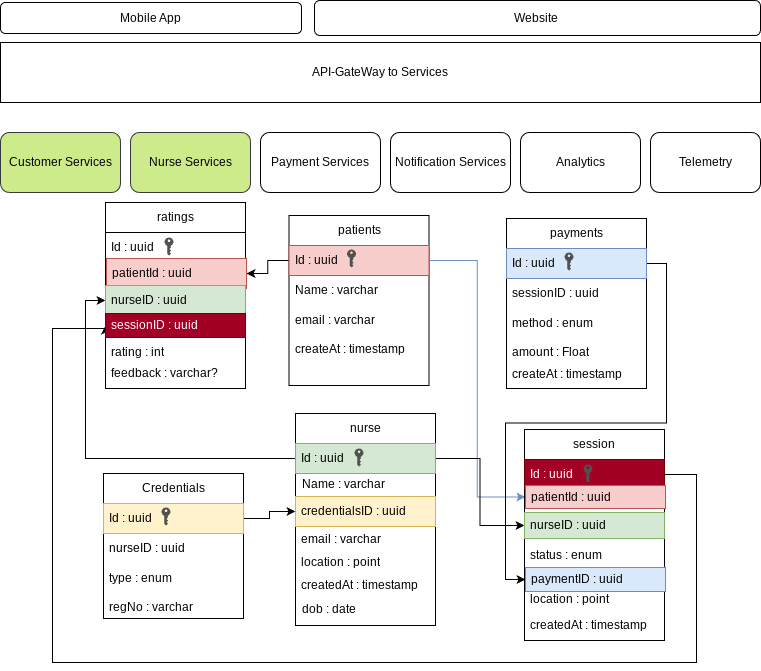 Mobile App
Website
API-GateWay to Services
Customer Services
Nurse Services
Payment Services
Notification Services
Analytics
Telemetry
ratings
Id : uuid
patientId : uuid
nurseID : uuid
sessionID : uuid
rating : int
feedback : varchar?
patients
Id : uuid
Name : varchar
email : varchar
createAt : timestamp
payments
Id : uuid
sessionID : uuid
method : enum
amount : Float
createAt : timestamp
Credentials
Id : uuid
nurseID : uuid
type : enum
regNo : varchar
nurse
Id : uuid
Name : varchar
credentialsID : uuid
email : varchar
location : point
createdAt : timestamp
dob : date
session
Id : uuid
patientId : uuid
nurseID : uuid
status : enum
paymentID : uuid
location : point
createdAt : timestamp